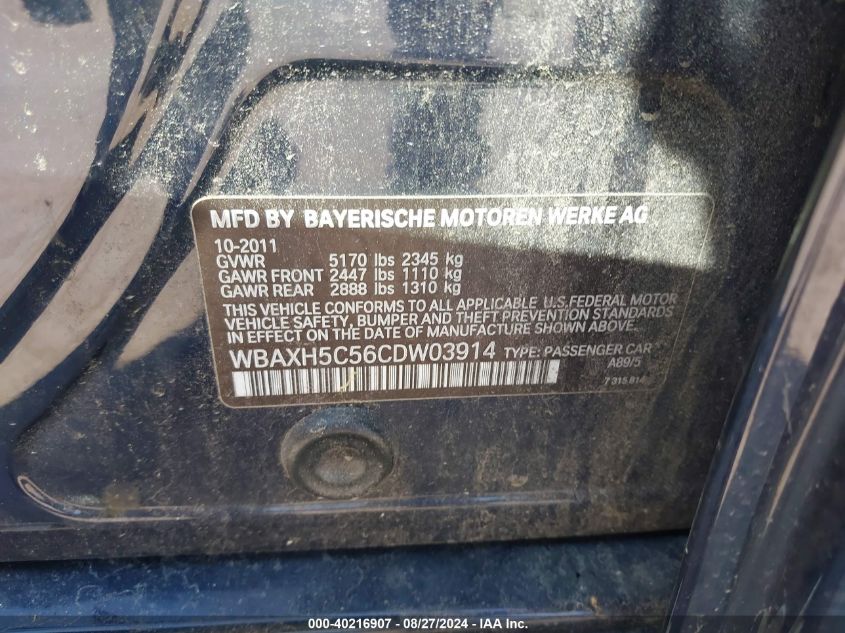 MFD BY BAYERISCHE MOTOREN WERKE AG
10-2011
GVWR 5170 lbs 2345 kg
GAWR FRONT 2447 lbs 1110 kg
GAWR REAR 2888 lbs 1310 kg
THIS VEHICLE CONFORMS TO ALL APPLICABLE U.S.FEDERAL MOTOR
VEHICLE SAFETY, BUMPER AND THEFT PREVENTION STANDARDS
IN EFFECT ON THE DATE OF MANUFACTURE SHOWN ABOVE.
WBAXH5C56CDW03914 TYPE: PASSENGER CAR
A89/5
7 315 814
000-40216907 - 08/27/2024 - IAAI.com